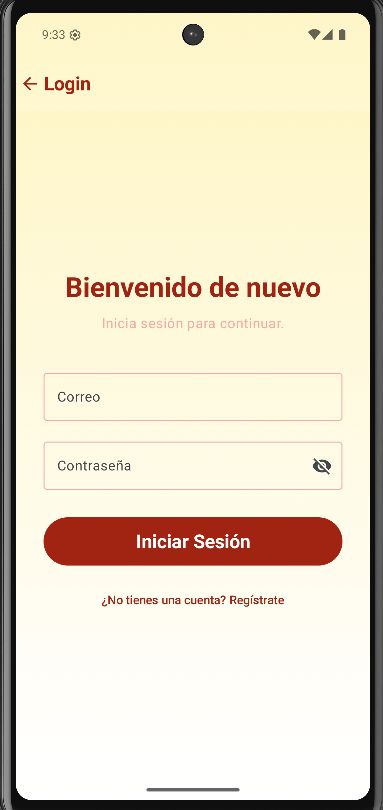 9:33
Login
Bienvenido de nuevo
Inicia sesión para continuar.
Correo
Contraseña
Iniciar Sesión
¿No tienes una cuenta? Regístrate